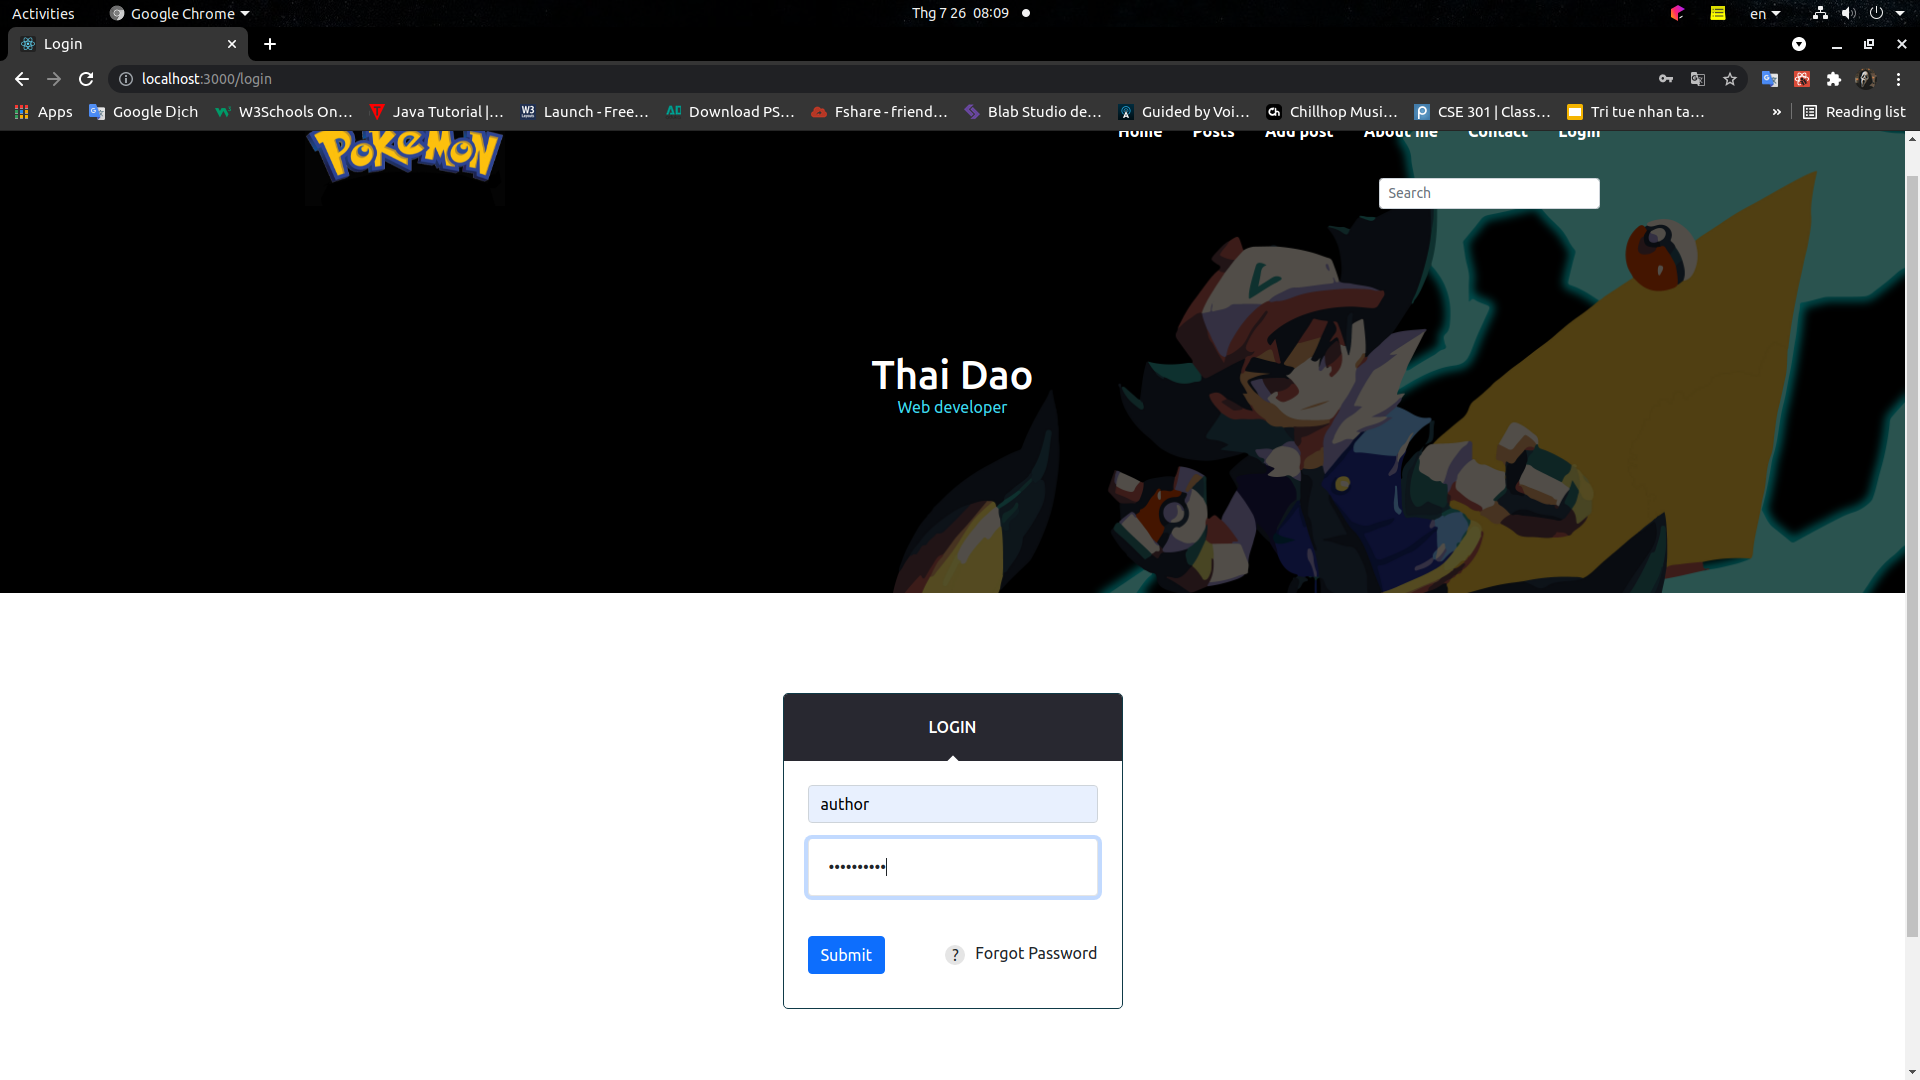 Activities
Google Chrome
Thg 7 26 08:09
en
Login
localhost:3000/login
Apps
Google Dịch
W3Schools On...
Java Tutorial |...
Launch - Free...
Download PS...
Fshare - friend...
Blab Studio de...
Guided by Voi...
Chillhop Musi...
CSE 301 | Class...
Tri tue nhan ta...
»
Reading list
POKéMON
Home
Posts
Add post
About me
Contact
Login
Search
Thai Dao
Web developer
LOGIN
author
••••••••••
Submit
? Forgot Password